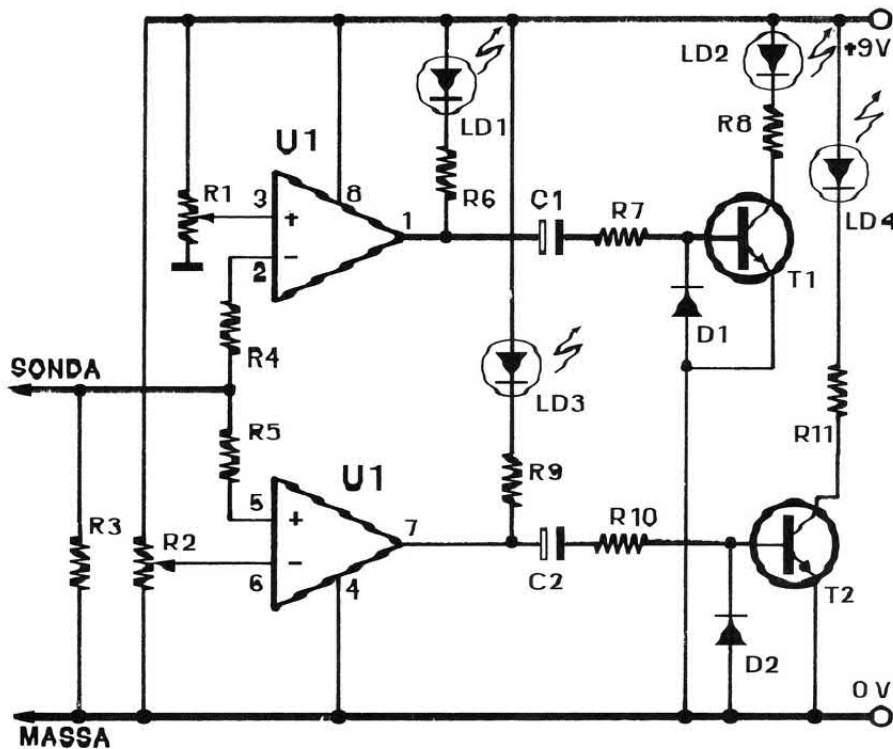 LD2
+9V
LD1
R8
U1
R1
3
8
+
1
R6
C1
R7
LD4
2
−
T1
D1
R4
SONDA
LD3
R5
R11
U1
R9
5
+
7
R10
R3
R2
6
−
4
C2
T2
D2
0V
MASSA